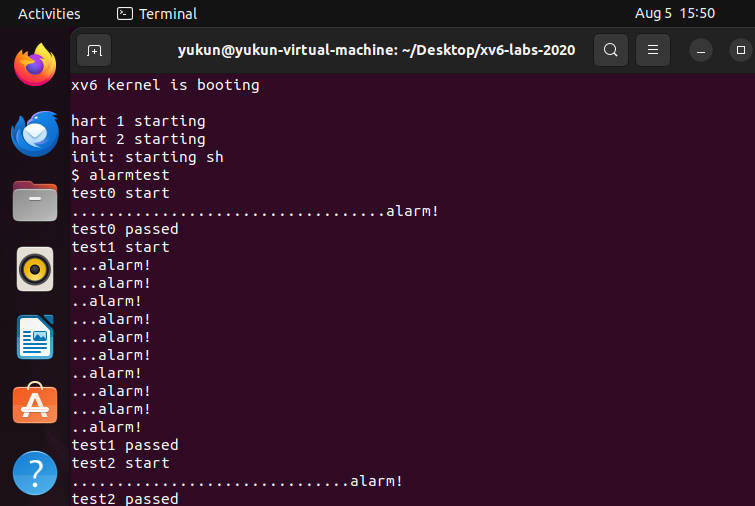 Activities
Terminal
Aug 5 15:50
yukun@yukun-virtual-machine: ~/Desktop/xv6-labs-2020
xv6 kernel is booting
hart 1 starting
hart 2 starting
init: starting sh
$ alarmtest
test0 start
...................................alarm!
test0 passed
test1 start
...alarm!
...alarm!
..alarm!
...alarm!
...alarm!
...alarm!
..alarm!
...alarm!
...alarm!
..alarm!
test1 passed
test2 start
...............................alarm!
test2 passed